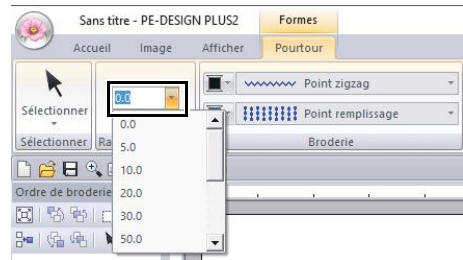 Sans titre - PE-DESIGN PLUS2
Formes
Accueil Image Afficher Pourtour
0.0
Point zigzag
Sélectionner
Point remplissage
Sélectionner Ra
Broderie
0.0
5.0
10.0
20.0
30.0
50.0
Ordre de broderie